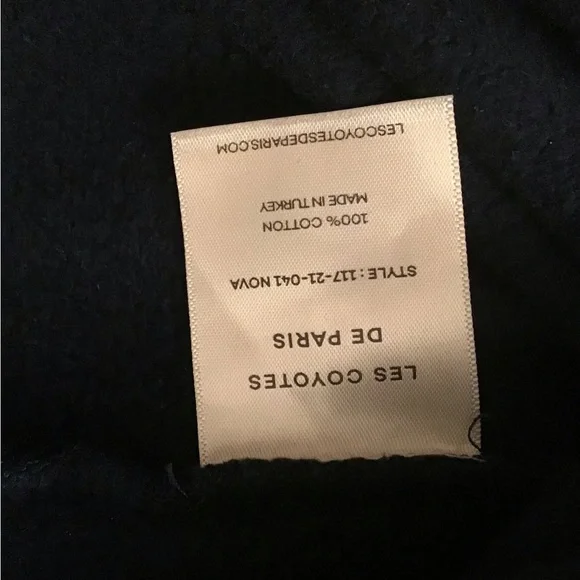 LES COYOTES
DE PARIS
STYLE : 117-21-041 NOVA
100% COTTON
MADE IN TURKEY
LESCOYOTESDEPARIS.COM